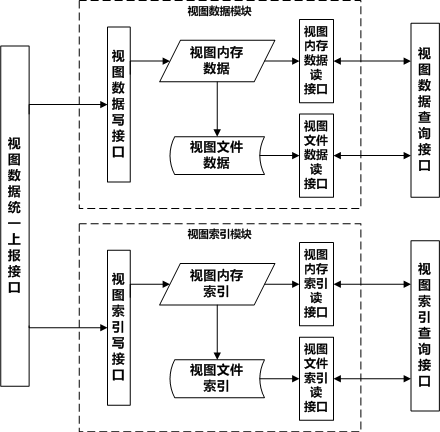 视图数据模块
视图数据统一上报接口
视图数据写接口
视图内存
数据
视图文件
数据
视图
内存
数据
读
接口
视图
文件
数据
读
接口
视图数据查询接口
视图索引模块
视图索引写接口
视图内存
索引
视图文件
索引
视图
内存
索引
读
接口
视图
文件
索引
读
接口
视图索引查询接口